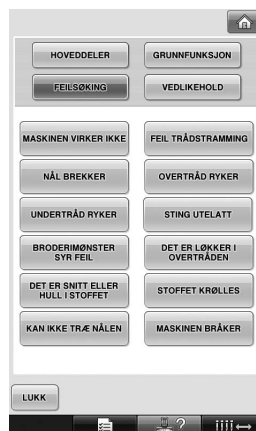 HOVEDDELER
GRUNNFUNKSJON
FEILSØKING
VEDLIKEHOLD
MASKINEN VIRKER IKKE
FEIL TRÅDSTRAMMING
NÅL BREKKER
OVERTRÅD RYKER
UNDERTRÅD RYKER
STING UTELATT
BRODERIMØNSTER
SYR FEIL
DET ER LØKKER I
OVERTRÅDEN
DET ER SNITT ELLER
HULL I STOFFET
STOFFET KRØLLES
KAN IKKE TRÆ NÅLEN
MASKINEN BRÅKER
LUKK
?